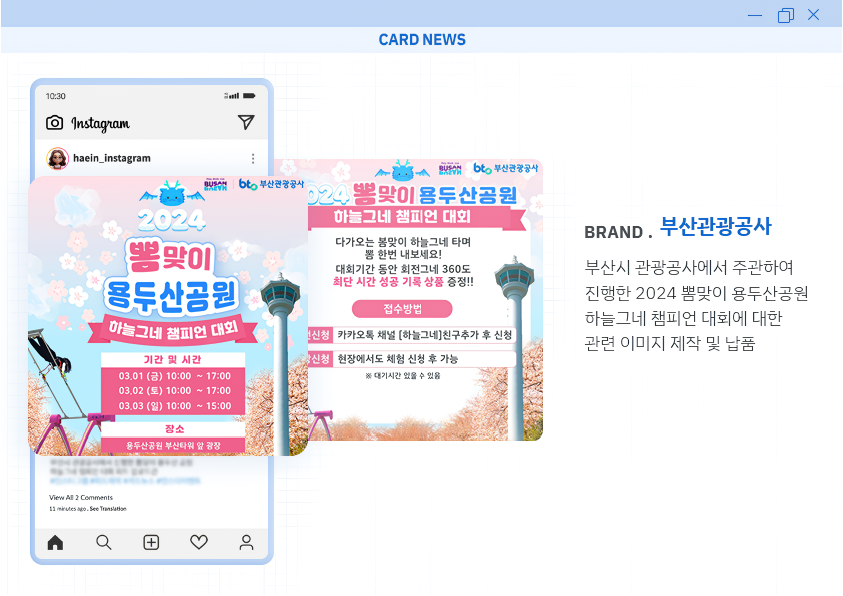 CARD NEWS
10:30
Instagram
haein_instagram
BUSAN
bto 부산관광공사
2024
뽐맞이
용두산공원
하늘그네 챔피언 대회
기간 및 시간
03.01 (금) 10:00 ~ 17:00
03.02 (토) 10:00 ~ 17:00
03.03 (일) 10:00 ~ 15:00
장소
용두산공원 부산타워 앞 광장
View All 2 Comments
11 minutes ago . See Translation
BUSAN
bto 부산관광공사
024 뽐맞이 용두산공원
하늘그네 챔피언 대회
다가오는 봄맞이 하늘그네 타며
뽐 한번 내보세요!
대회기간 동안 회전그네 360도
최단 시간 성공 기록 상품 증정!!
접수방법
신청 카카오톡 채널 [하늘그네]친구추가 후 신청
신청 현장에서도 체험 신청 후 가능
※ 대기시간 있을 수 있음
BRAND . 부산관광공사
부산시 관광공사에서 주관하여
진행한 2024 뽐맞이 용두산공원
하늘그네 챔피언 대회에 대한
관련 이미지 제작 및 납품